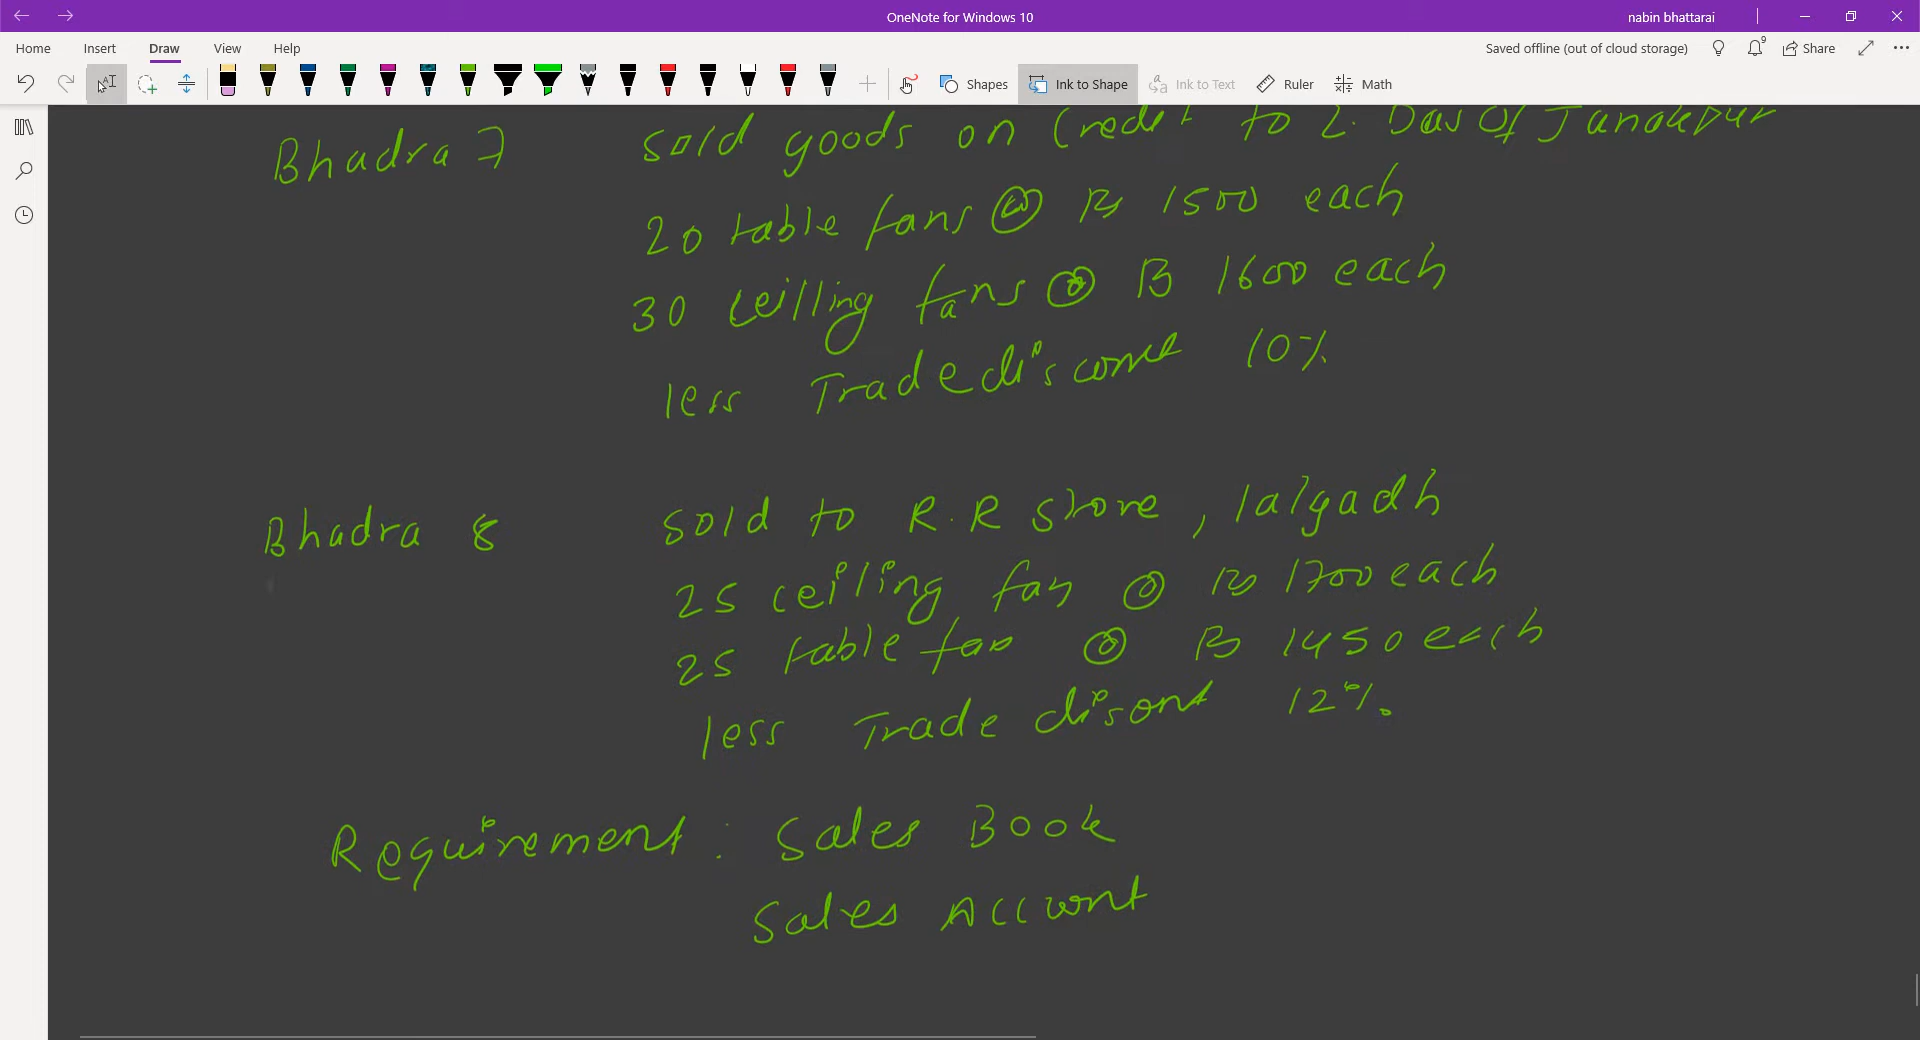 OneNote for Windows 10
nabin bhattarai
Home Insert Draw View Help
Saved offline (out of cloud storage) 9 Share
Shapes Ink to Shape Ink to Text Ruler Math
Bhadra 7 sold goods on Credit to L. Das Of Janakpur
20 table fans @ Rs 1500 each
30 Ceilling fans @ Rs 1600 each
less Trade discount 10%
Bhadra 8 sold to R.R store, lalgadh
25 ceiling fan @ Rs 1700 each
25 table fan @ Rs 1450 each
less Trade disont 12%.
Requirement : Sales Book
Sales Account